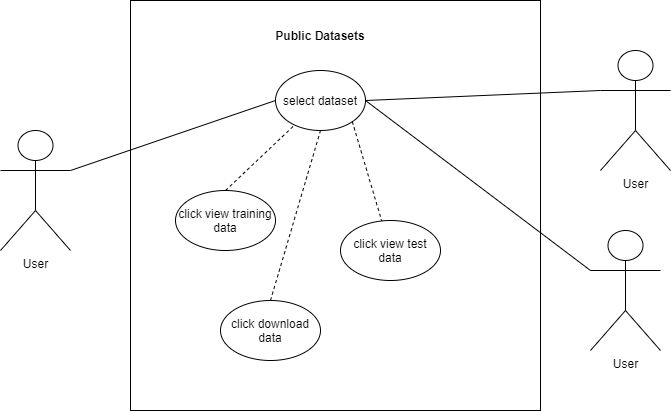 Public Datasets
select dataset
click view training
data
click view test
data
click download
data
User
User
User